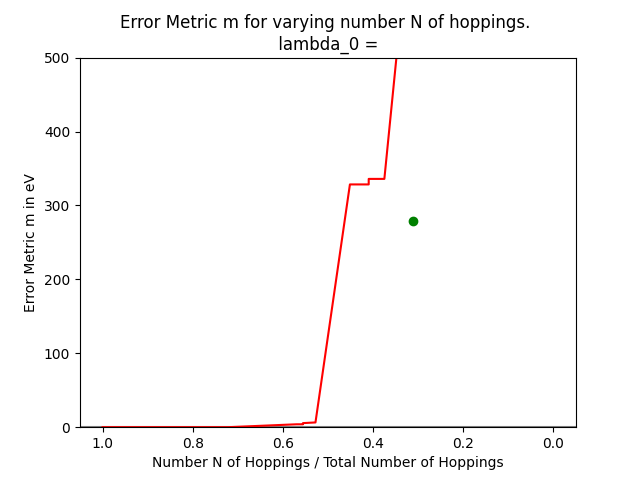 Error Metric m for varying number N of hoppings.
lambda_0 =
500
400
300
200
100
0
Error Metric m in eV
1.0 0.8 0.6 0.4 0.2 0.0
Number N of Hoppings / Total Number of Hoppings